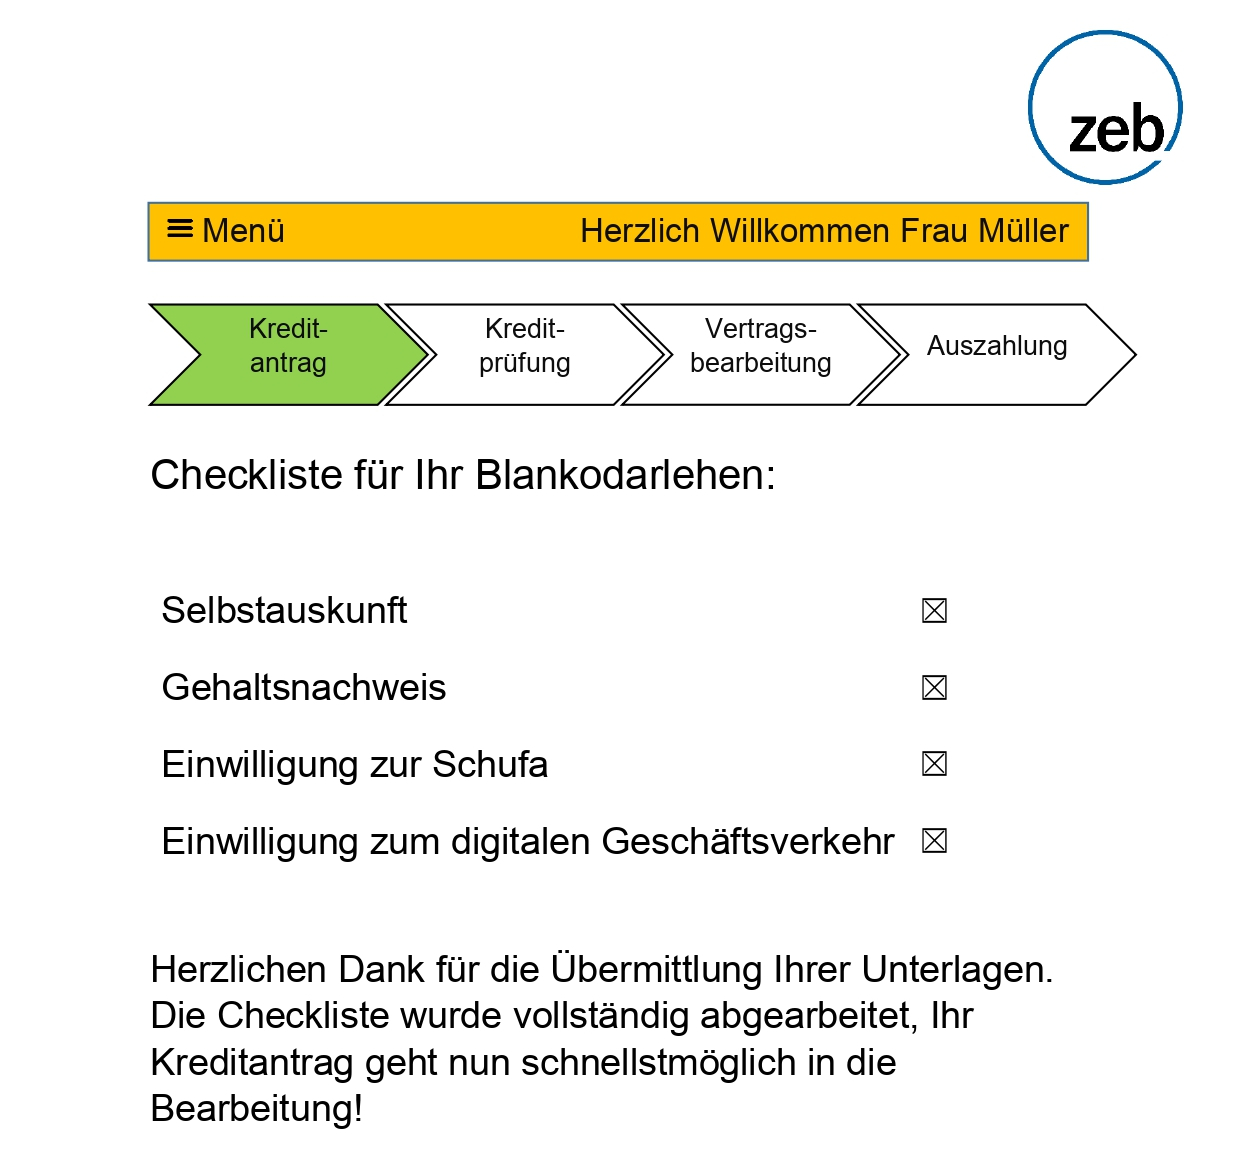 zeb
Menü Herzlich Willkommen Frau Müller
Kredit-
antrag
Kredit-
prüfung
Vertrags-
bearbeitung
Auszahlung
Checkliste für Ihr Blankodarlehen:
Selbstauskunft ☒
Gehaltsnachweis ☒
Einwilligung zur Schufa ☒
Einwilligung zum digitalen Geschäftsverkehr ☒
Herzlichen Dank für die Übermittlung Ihrer Unterlagen.
Die Checkliste wurde vollständig abgearbeitet, Ihr
Kreditantrag geht nun schnellstmöglich in die
Bearbeitung!